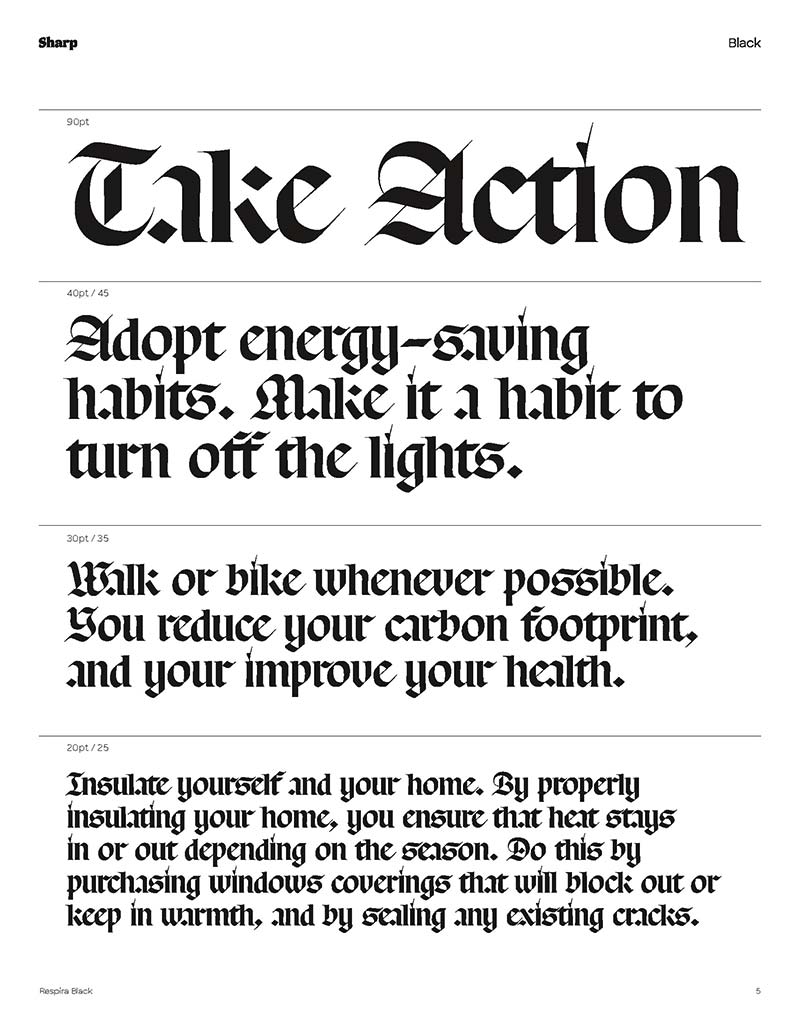 Sharp
Black
90pt
Take Action
40pt / 45
Adopt energy–saving
habits. Make it a habit to
turn off the lights.
30pt / 35
Walk or bike whenever possible.
You reduce your carbon footprint,
and your improve your health.
20pt / 25
Insulate yourself and your home. By properly
insulating your home, you ensure that heat stays
in or out depending on the season. Do this by
purchasing windows coverings that will block out or
keep in warmth, and by sealing any existing cracks.
Respira Black
5